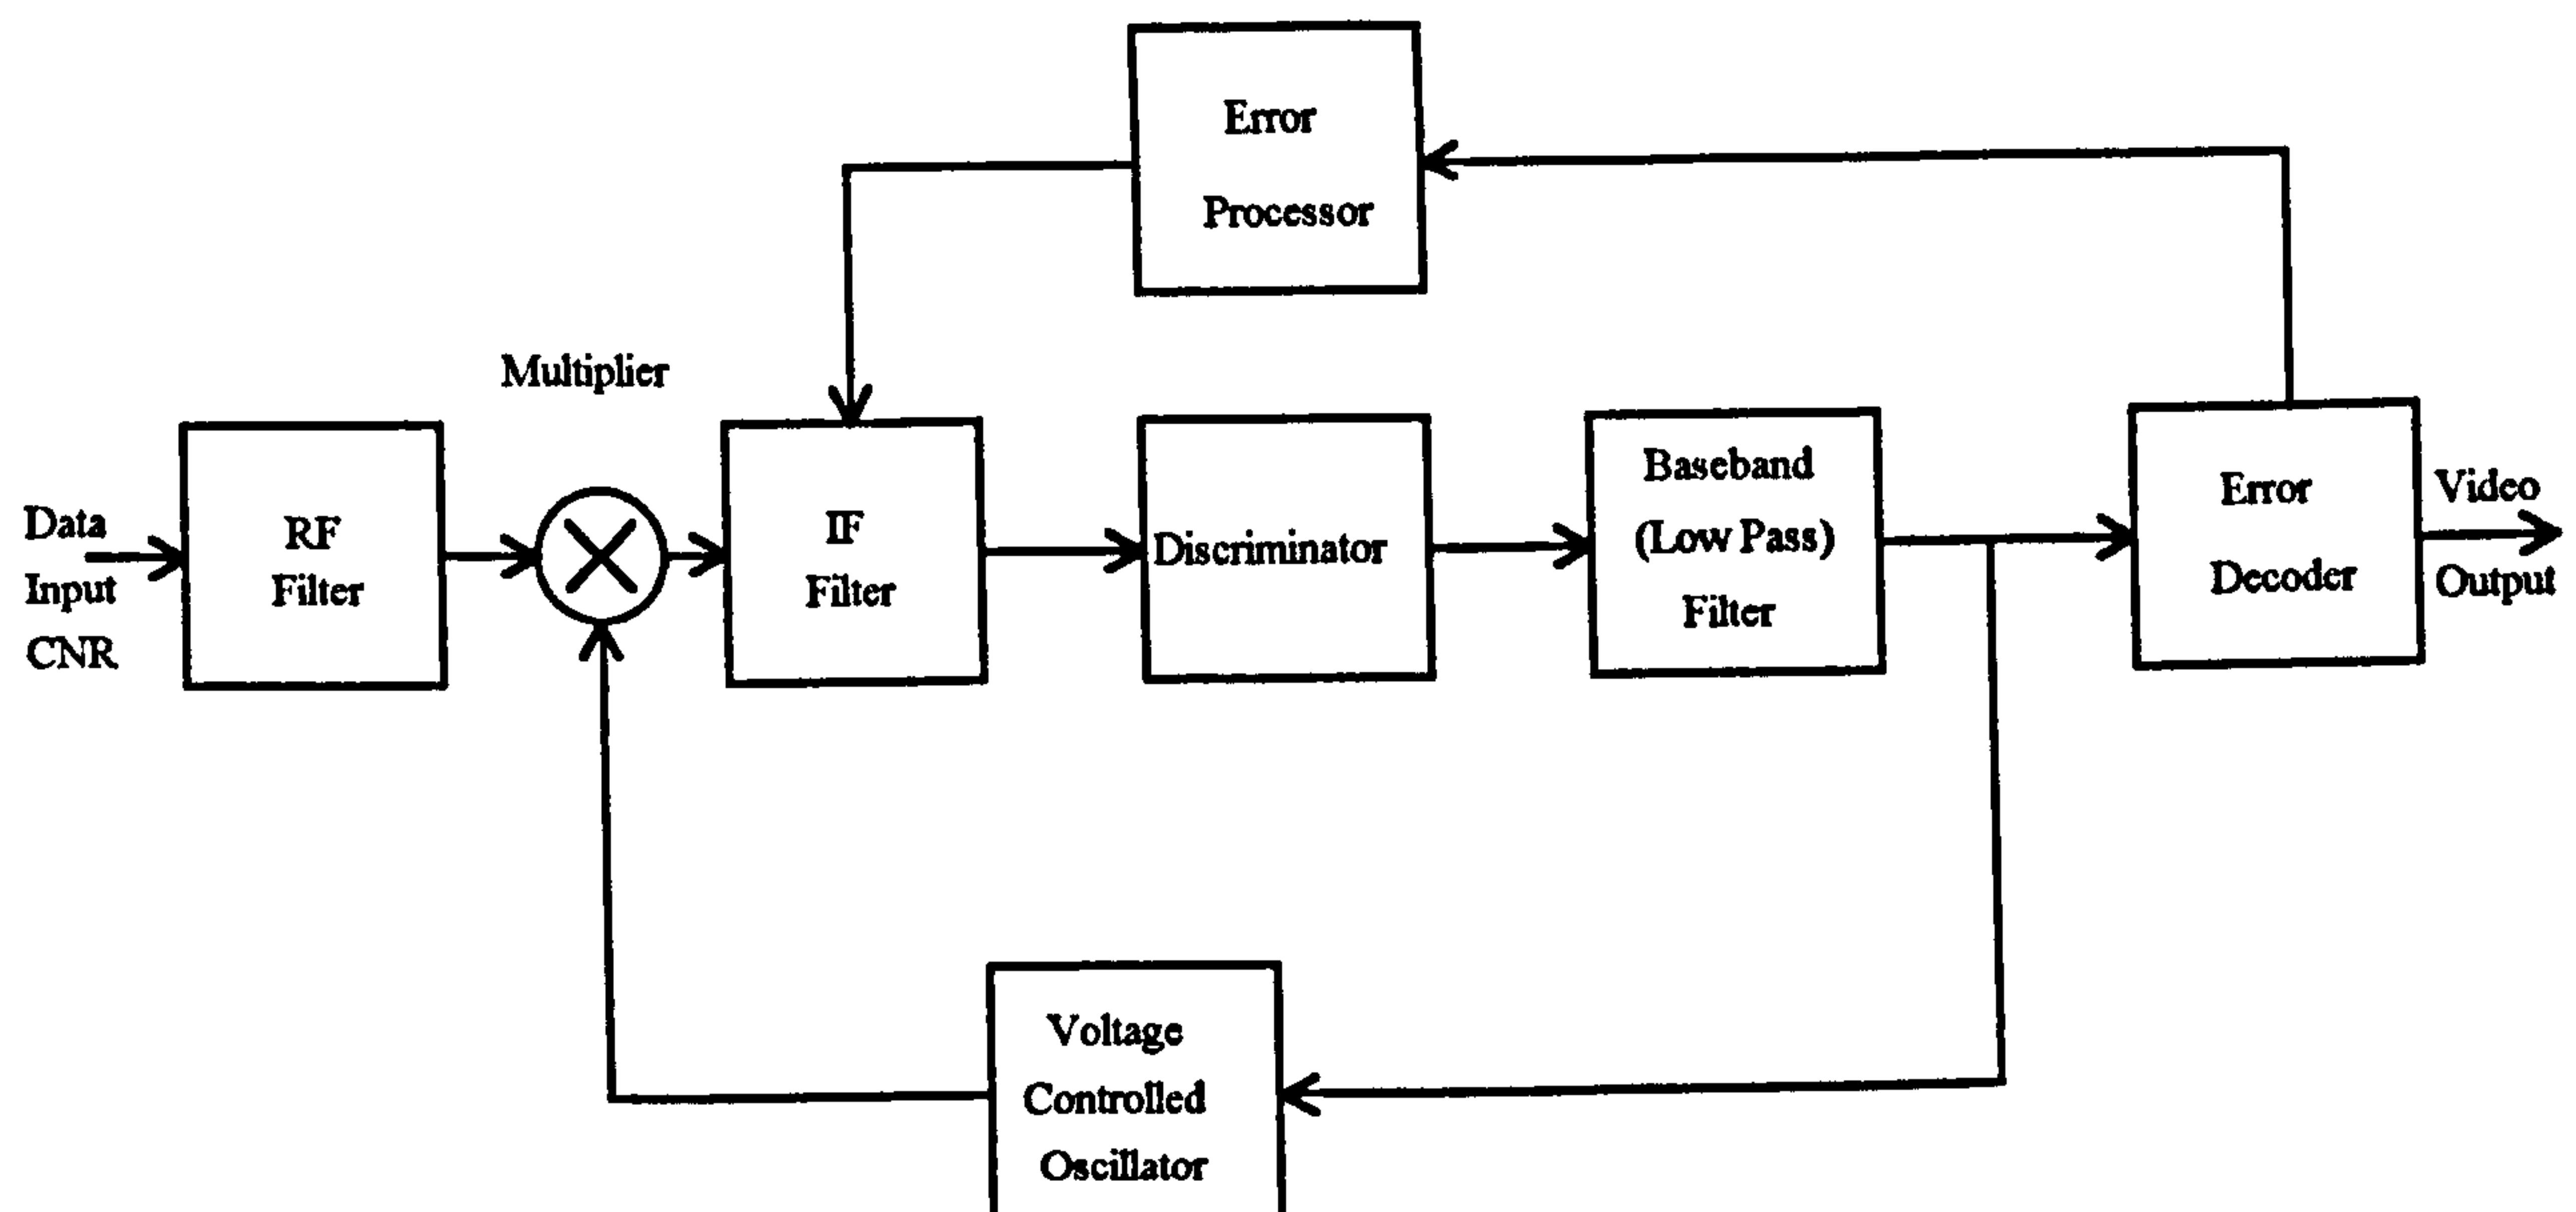 Error
Processor
Multiplier
Data
Input
CNR
RF
Filter
IF
Filter
Discriminator
Baseband
(Low Pass)
Filter
Error
Decoder
Video
Output
Voltage
Controlled
Oscillator